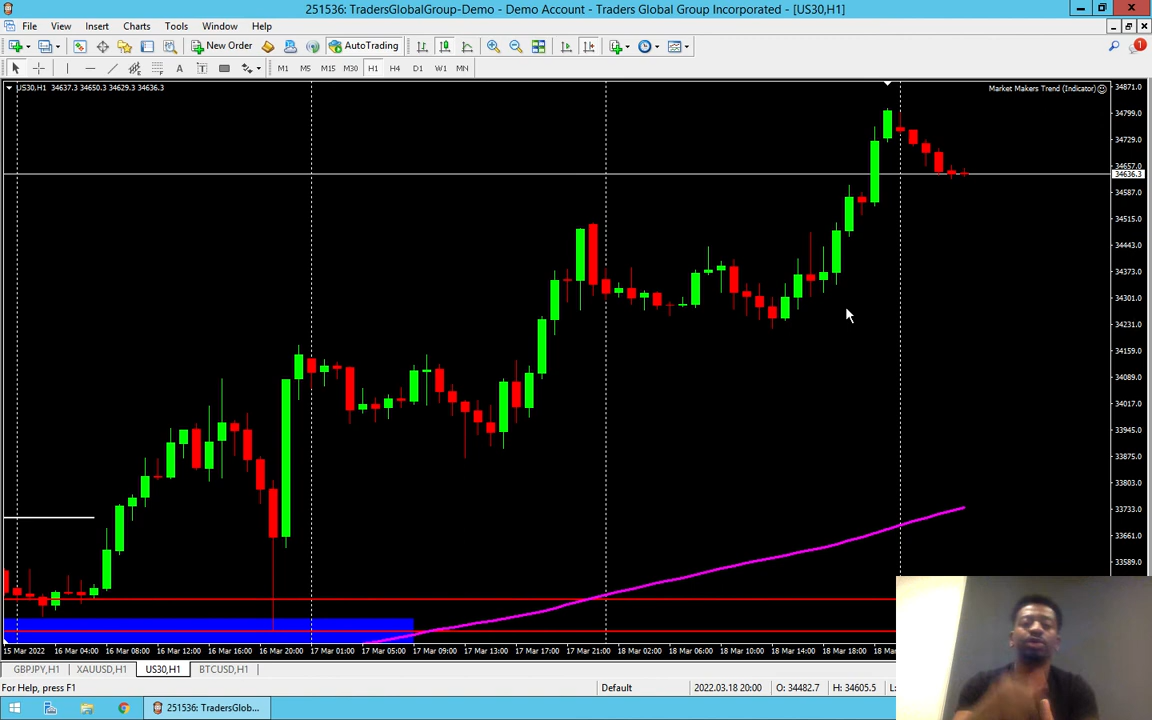 251536: TradersGlobalGroup-Demo - Demo Account - Traders Global Group Incorporated - [US30,H1]
File View Insert Charts Tools Window Help
New Order AutoTrading 1
A T M1 M5 M15 M30 H1 H4 D1 W1 MN
US30,H1 34637.3 34650.3 34629.3 34636.3
Market Makers Trend (Indicator)
34871.0
34799.0
34729.0
34657.0
34636.3
34587.0
34515.0
34443.0
34373.0
34301.0
34231.0
34159.0
34089.0
34017.0
33945.0
33875.0
33803.0
33733.0
33661.0
33589.0
15 Mar 2022 16 Mar 04:00 16 Mar 08:00 16 Mar 12:00 16 Mar 16:00 16 Mar 20:00 17 Mar 01:00 17 Mar 05:00 17 Mar 09:00 17 Mar 13:00 17 Mar 17:00 17 Mar 21:00 18 Mar 02:00 18 Mar 06:00 18 Mar 10:00 18 Mar 14:00 18 Mar 18:00 18 Mar
GBPJPY,H1 XAUUSD,H1 US30,H1 BTCUSD,H1
For Help, press F1 Default 2022.03.18 20:00 O: 34482.7 H: 34605.5 L:
251536: TradersGlob...